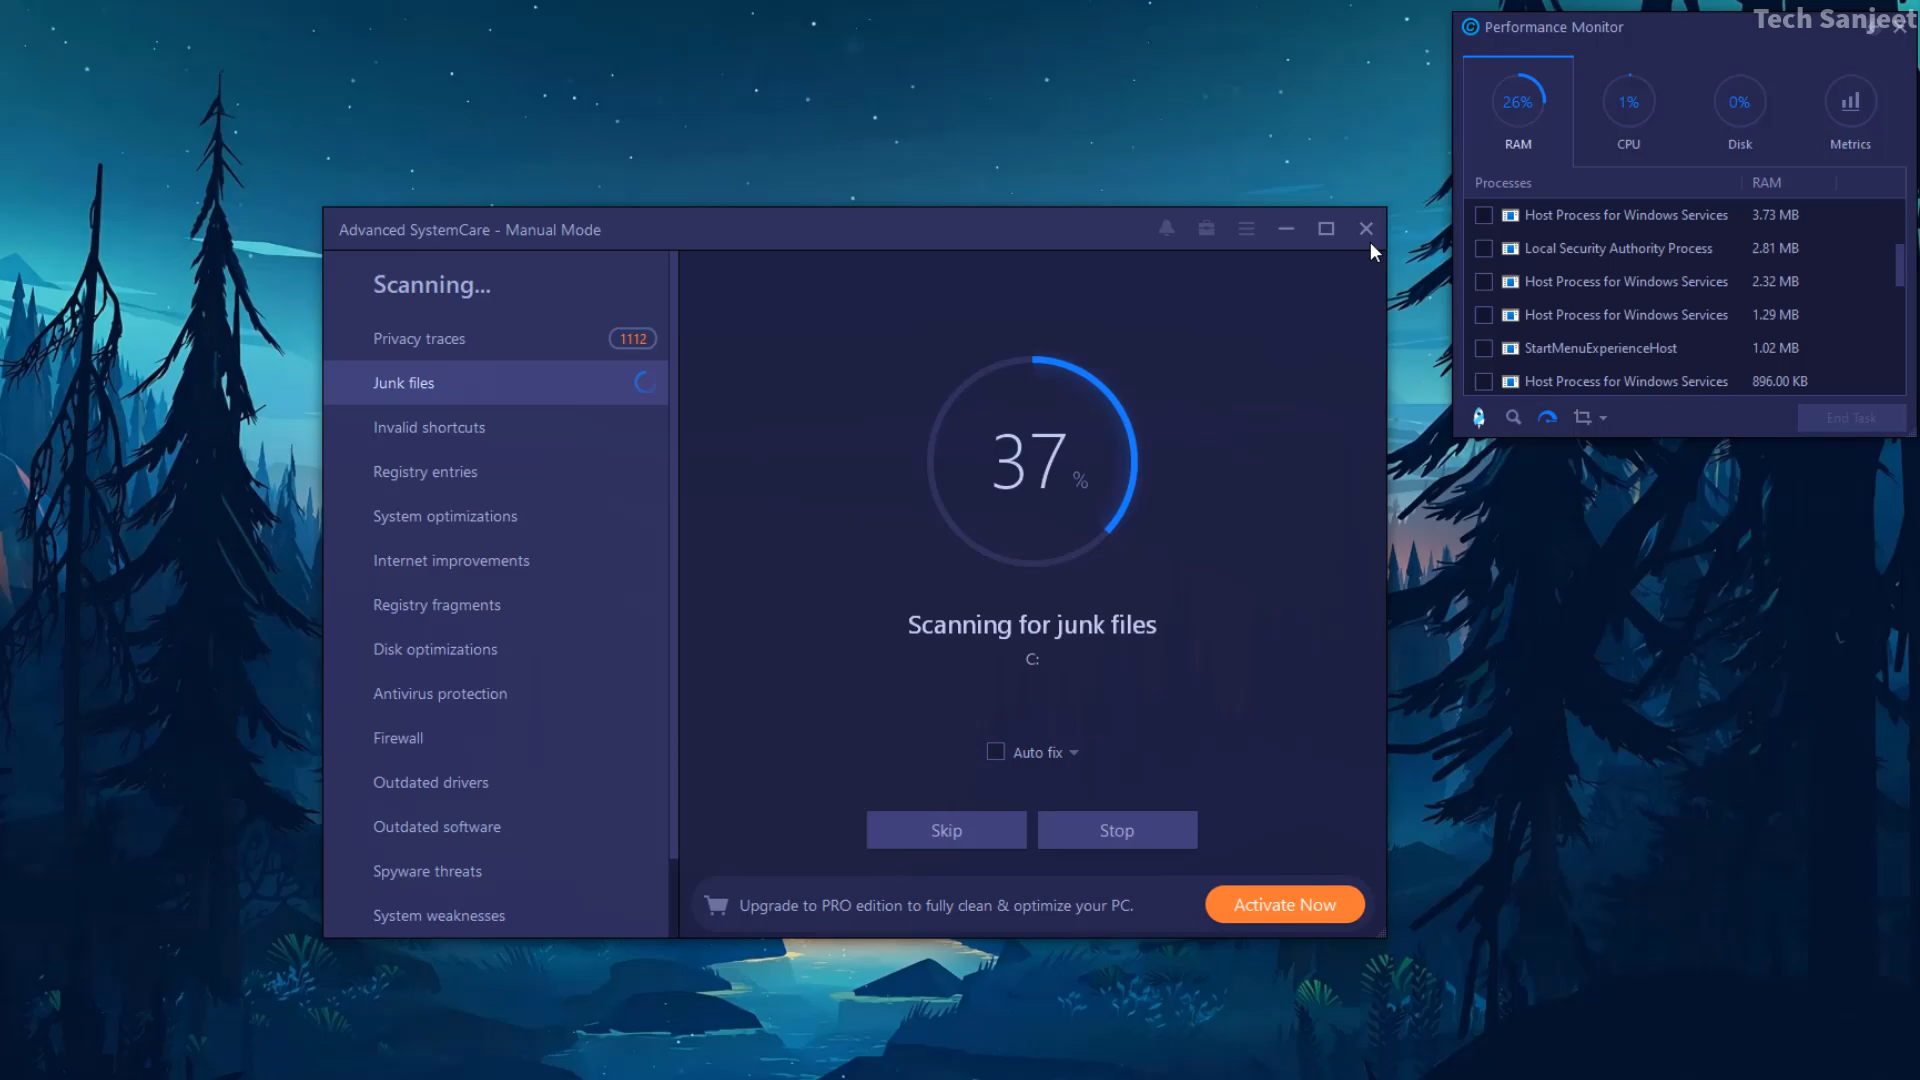 Tech Sanjeet
Performance Monitor
26%
1%
0%
RAM
CPU
Disk
Metrics
Processes
RAM
Host Process for Windows Services 3.73 MB
Local Security Authority Process 2.81 MB
Host Process for Windows Services 2.32 MB
Host Process for Windows Services 1.29 MB
StartMenuExperienceHost 1.02 MB
Host Process for Windows Services 896.00 KB
End Task
Advanced SystemCare - Manual Mode
Scanning...
Privacy traces 1112
Junk files
Invalid shortcuts
Registry entries
System optimizations
Internet improvements
Registry fragments
Disk optimizations
Antivirus protection
Firewall
Outdated drivers
Outdated software
Spyware threats
System weaknesses
37 %
Scanning for junk files
C:
Auto fix
Skip
Stop
Upgrade to PRO edition to fully clean & optimize your PC.
Activate Now